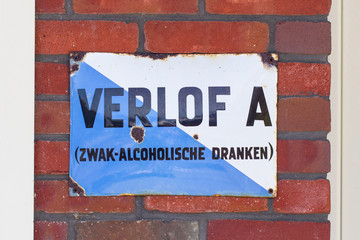 VERLOF A
(ZWAK-ALCOHOLISCHE DRANKEN)